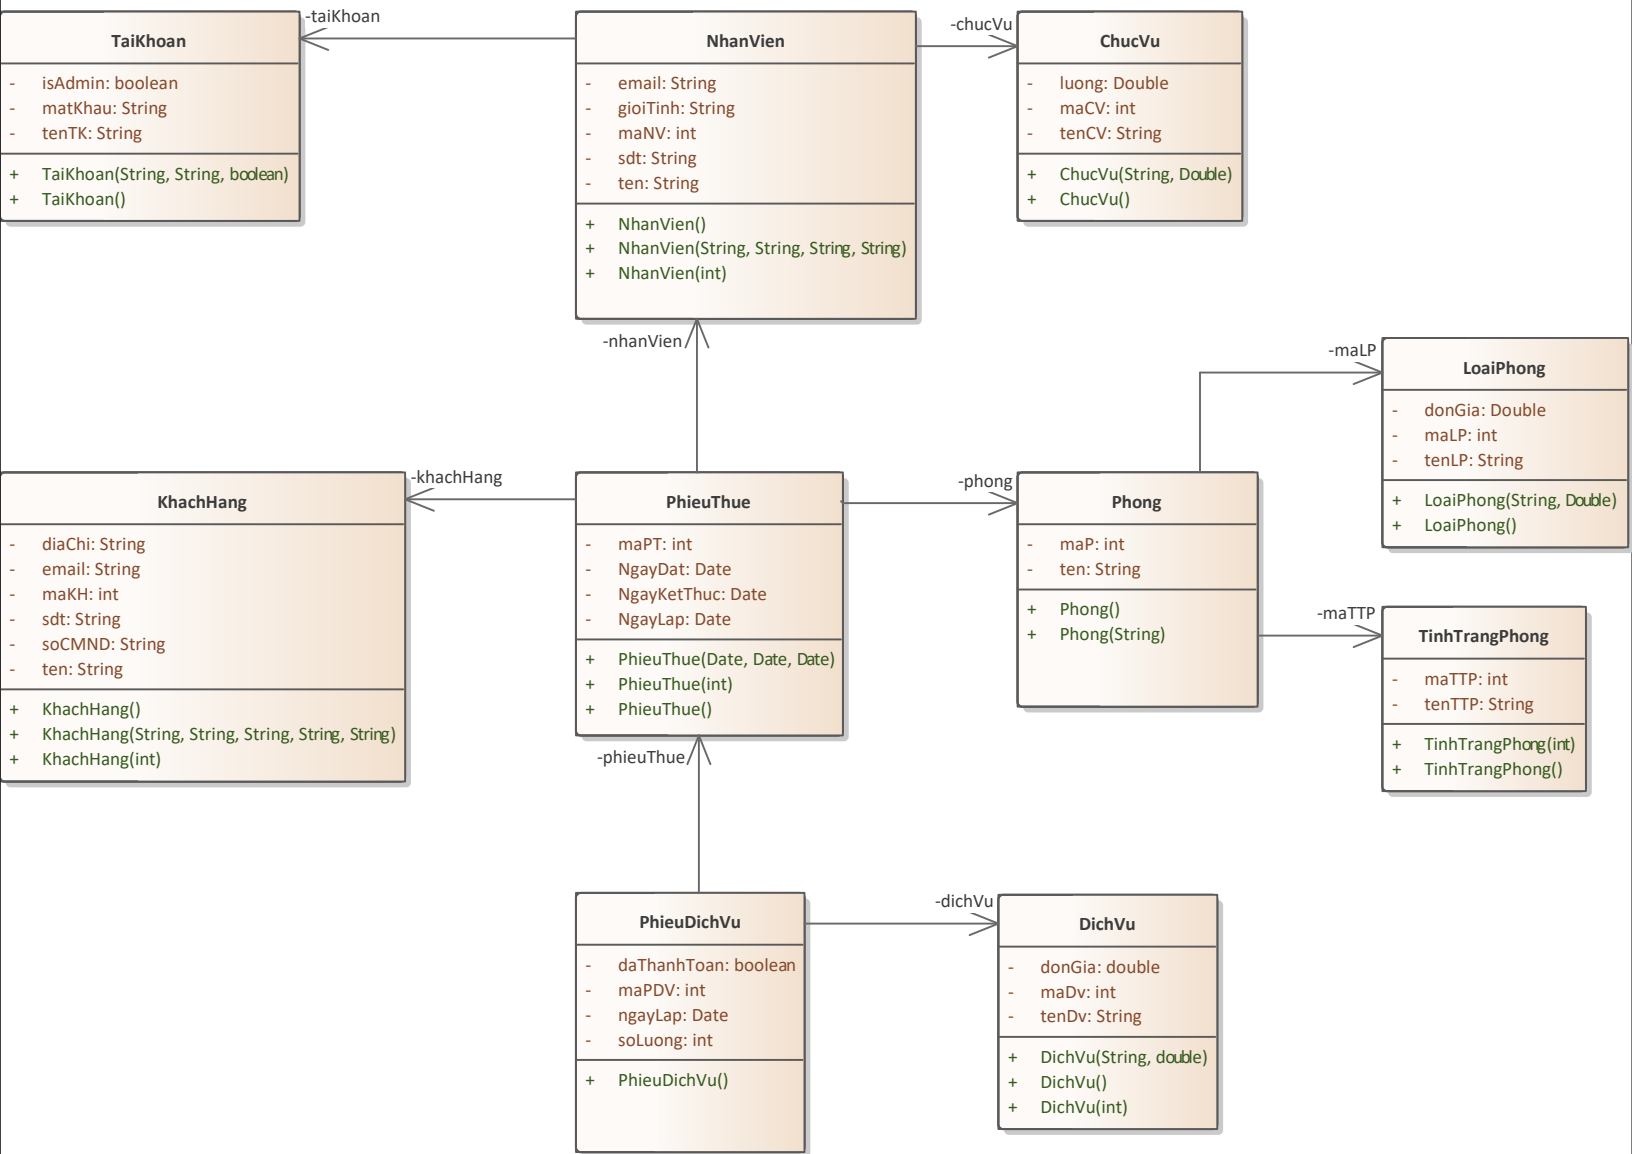 -taiKhoan
-chucVu
TaiKhoan
- isAdmin: boolean
- matKhau: String
- tenTK: String
+ TaiKhoan(String, String, boolean)
+ TaiKhoan()
NhanVien
- email: String
- gioiTinh: String
- maNV: int
- sdt: String
- ten: String
+ NhanVien()
+ NhanVien(String, String, String, String)
+ NhanVien(int)
ChucVu
- luong: Double
- maCV: int
- tenCV: String
+ ChucVu(String, Double)
+ ChucVu()
-nhanVien
-maLP
LoaiPhong
- donGia: Double
- maLP: int
- tenLP: String
+ LoaiPhong(String, Double)
+ LoaiPhong()
-khachHang
-phong
KhachHang
- diaChi: String
- email: String
- maKH: int
- sdt: String
- soCMND: String
- ten: String
+ KhachHang()
+ KhachHang(String, String, String, String, String)
+ KhachHang(int)
PhieuThue
- maPT: int
- NgayDat: Date
- NgayKetThuc: Date
- NgayLap: Date
+ PhieuThue(Date, Date, Date)
+ PhieuThue(int)
+ PhieuThue()
Phong
- maP: int
- ten: String
+ Phong()
+ Phong(String)
-maTTP
TinhTrangPhong
- maTTP: int
- tenTTP: String
+ TinhTrangPhong(int)
+ TinhTrangPhong()
-phieuThue
-dichVu
PhieuDichVu
- daThanhToan: boolean
- maPDV: int
- ngayLap: Date
- soLuong: int
+ PhieuDichVu()
DichVu
- donGia: double
- maDv: int
- tenDv: String
+ DichVu(String, double)
+ DichVu()
+ DichVu(int)